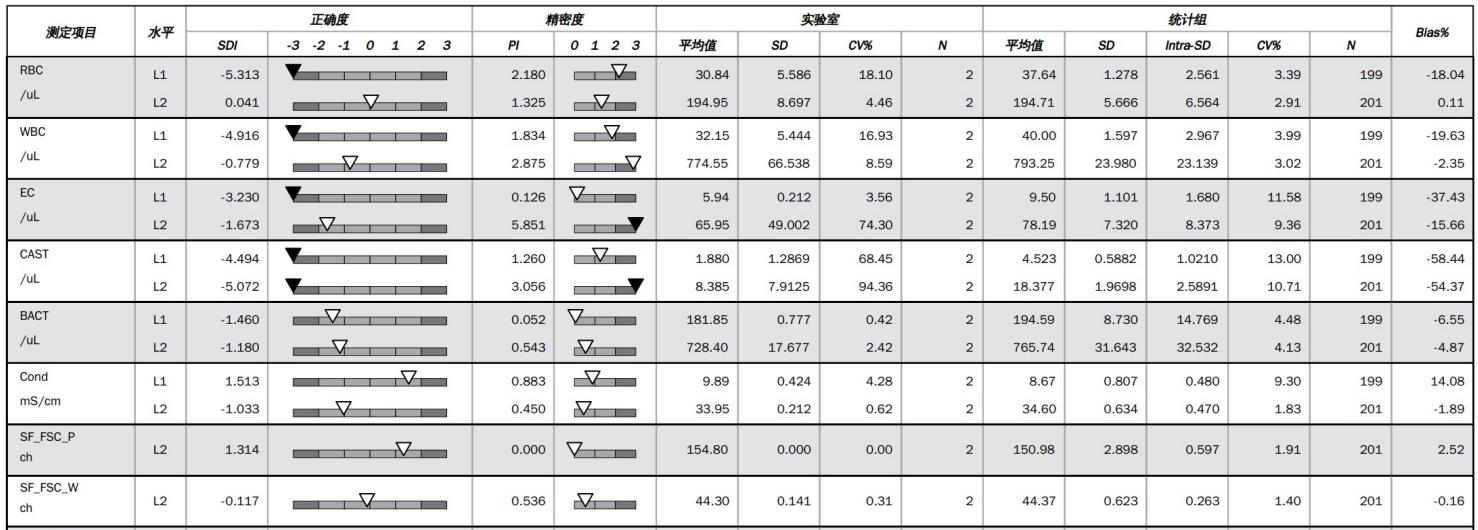 测定项目 水平 正确度 精密度 实验室 统计组 Bias%
SDI -3 -2 -1 0 1 2 3 PI 0 1 2 3 平均值 SD CV% N 平均值 SD Intra-SD CV% N
RBC L1 -5.313 2.180 30.84 5.586 18.10 2 37.64 1.278 2.561 3.39 199 -18.04
/uL L2 0.041 1.325 194.95 8.697 4.46 2 194.71 5.666 6.564 2.91 201 0.11
WBC L1 -4.916 1.834 32.15 5.444 16.93 2 40.00 1.597 2.967 3.99 199 -19.63
/uL L2 -0.779 2.875 774.55 66.538 8.59 2 793.25 23.980 23.139 3.02 201 -2.35
EC L1 -3.230 0.126 5.94 0.212 3.56 2 9.50 1.101 1.680 11.58 199 -37.43
/uL L2 -1.673 5.851 65.95 49.002 74.30 2 78.19 7.320 8.373 9.36 201 -15.66
CAST L1 -4.494 1.260 1.880 1.2869 68.45 2 4.523 0.5882 1.0210 13.00 199 -58.44
/uL L2 -5.072 3.056 8.385 7.9125 94.36 2 18.377 1.9698 2.5891 10.71 201 -54.37
BACT L1 -1.460 0.052 181.85 0.777 0.42 2 194.59 8.730 14.769 4.48 199 -6.55
/uL L2 -1.180 0.543 728.40 17.677 2.42 2 765.74 31.643 32.532 4.13 201 -4.87
Cond L1 1.513 0.883 9.89 0.424 4.28 2 8.67 0.807 0.480 9.30 199 14.08
mS/cm L2 -1.033 0.450 33.95 0.212 0.62 2 34.60 0.634 0.470 1.83 201 -1.89
SF_FSC_P
ch L2 1.314 0.000 154.80 0.000 0.00 2 150.98 2.898 0.597 1.91 201 2.52
SF_FSC_W
ch L2 -0.117 0.536 44.30 0.141 0.31 2 44.37 0.623 0.263 1.40 201 -0.16